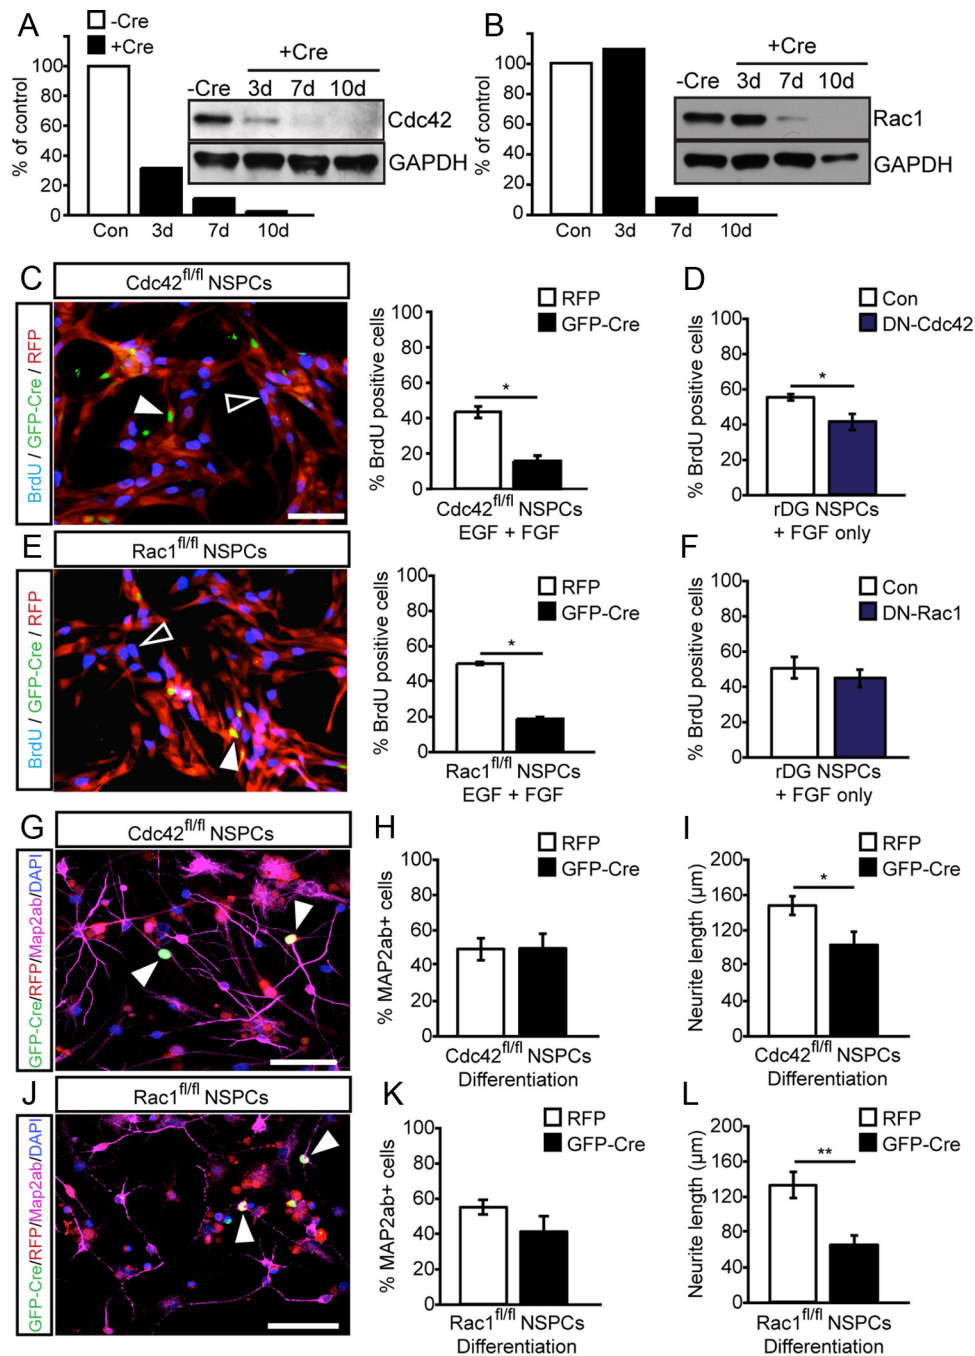 A
-Cre
+Cre
% of control
100
80
60
40
20
0
Con 3d 7d 10d
+Cre
-Cre 3d 7d 10d
Cdc42
GAPDH
B
% of control
100
80
60
40
20
0
Con 3d 7d 10d
+Cre
-Cre 3d 7d 10d
Rac1
GAPDH
C
Cdc42fl/fl NSPCs
BrdU / GFP-Cre / RFP
RFP
GFP-Cre
% BrdU positive cells
100
80
60
40
20
0
*
Cdc42fl/fl NSPCs
EGF + FGF
D
Con
DN-Cdc42
% BrdU positive cells
100
80
60
40
20
0
*
rDG NSPCs
+ FGF only
E
Rac1fl/fl NSPCs
BrdU / GFP-Cre / RFP
RFP
GFP-Cre
% BrdU positive cells
100
80
60
40
20
0
*
Rac1fl/fl NSPCs
EGF + FGF
F
Con
DN-Rac1
% BrdU positive cells
100
80
60
40
20
0
rDG NSPCs
+ FGF only
G
Cdc42fl/fl NSPCs
GFP-Cre/RFP/Map2ab/DAPI
H
RFP
GFP-Cre
% MAP2ab+ cells
100
80
60
40
20
0
Cdc42fl/fl NSPCs
Differentiation
I
RFP
GFP-Cre
Neurite length (µm)
200
160
120
80
40
0
*
Cdc42fl/fl NSPCs
Differentiation
J
Rac1fl/fl NSPCs
GFP-Cre/RFP/Map2ab/DAPI
K
RFP
GFP-Cre
% MAP2ab+ cells
100
80
60
40
20
0
Rac1fl/fl NSPCs
Differentiation
L
RFP
GFP-Cre
Neurite length (µm)
200
160
120
80
40
0
**
Rac1fl/fl NSPCs
Differentiation